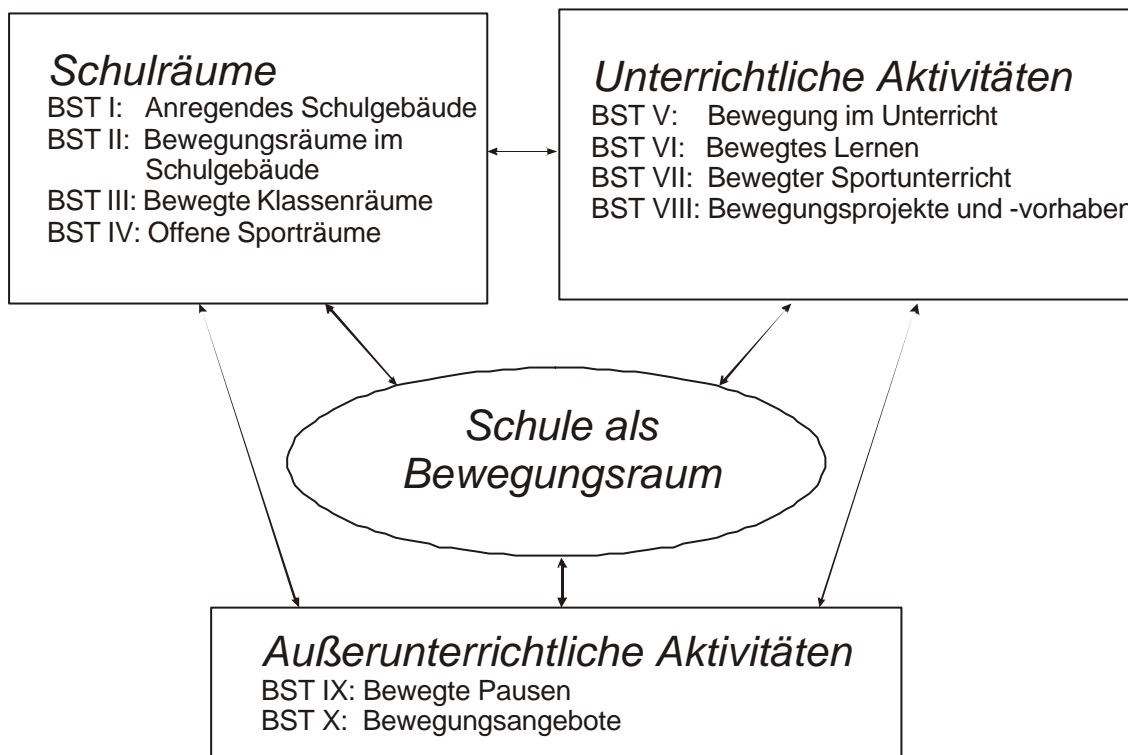 Schulräume
BST I: Anregendes Schulgebäude
BST II: Bewegungsräume im
Schulgebäude
BST III: Bewegte Klassenräume
BST IV: Offene Sporträume
Unterrichtliche Aktivitäten
BST V: Bewegung im Unterricht
BST VI: Bewegtes Lernen
BST VII: Bewegter Sportunterricht
BST VIII: Bewegungsprojekte und -vorhaben
Schule als
Bewegungsraum
Außerunterrichtliche Aktivitäten
BST IX: Bewegte Pausen
BST X: Bewegungsangebote